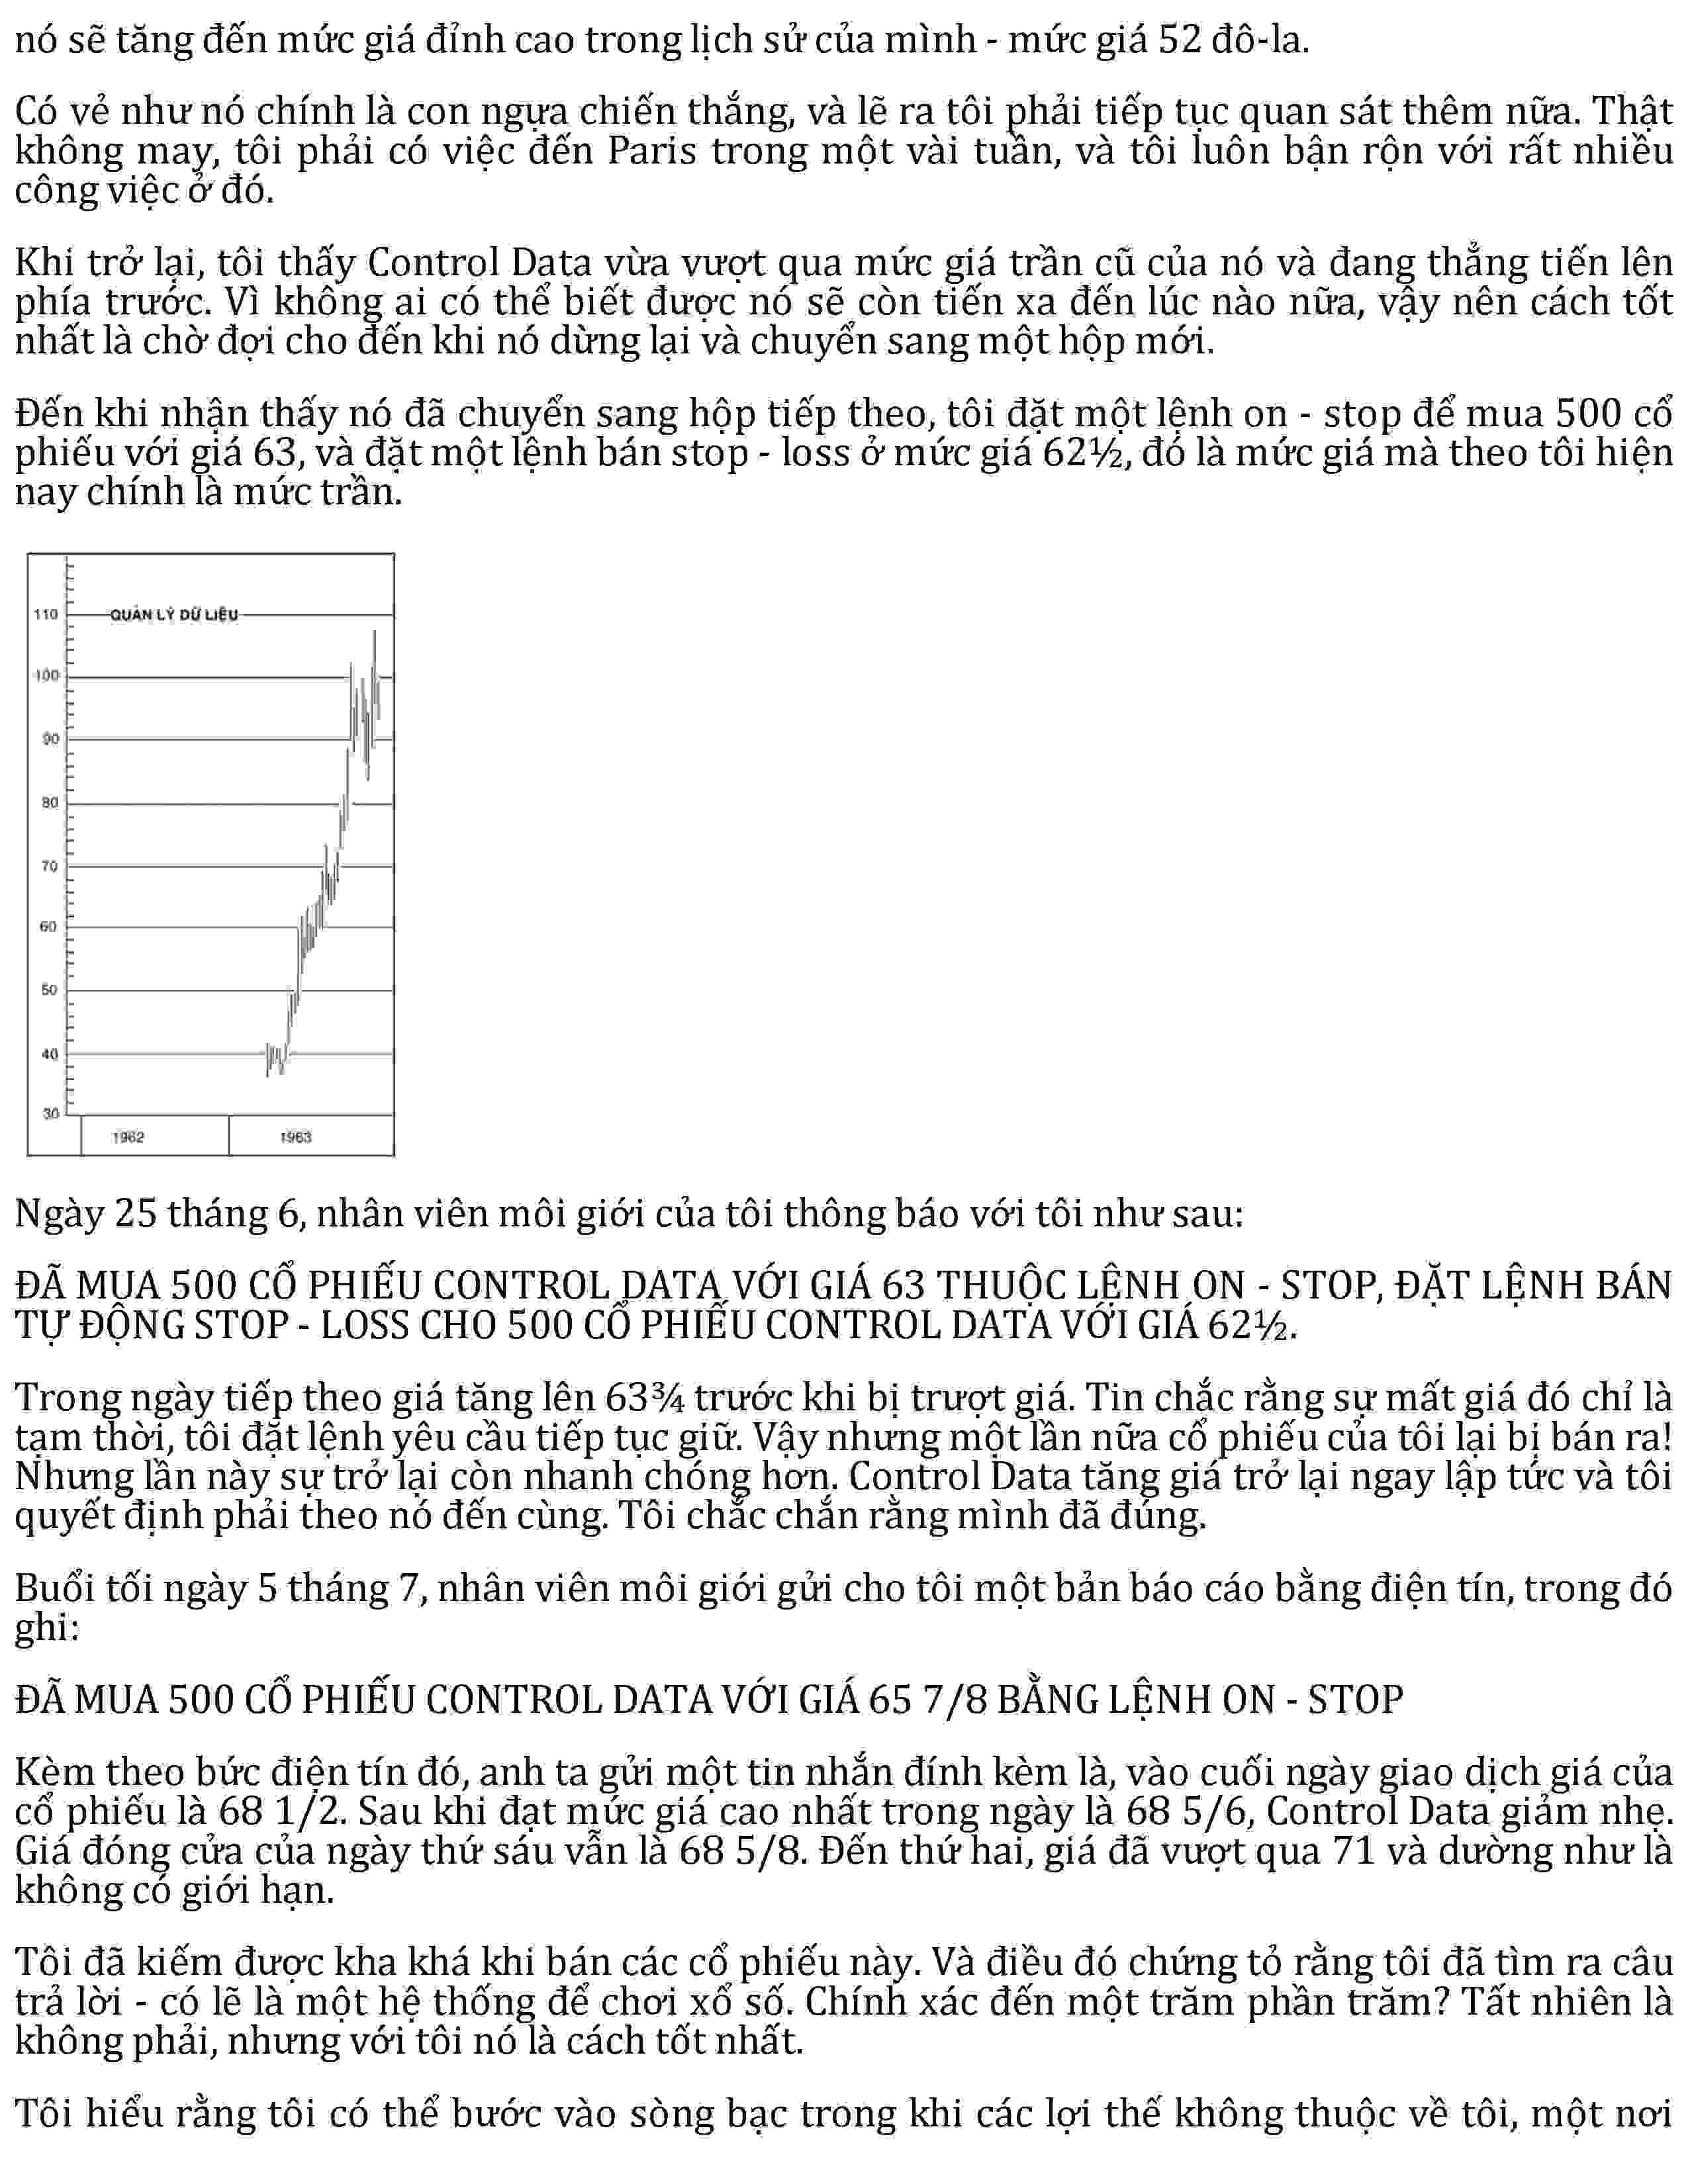 nó sẽ tăng đến mức giá đỉnh cao trong lịch sử của mình - mức giá 52 đô-la.
Có vẻ như nó chính là con ngựa chiến thắng, và lẽ ra tôi phải tiếp tục quan sát thêm nữa. Thật
không may, tôi phải có việc đến Paris trong một vài tuần, và tôi luôn bận rộn với rất nhiều
công việc ở đó.
Khi trở lại, tôi thấy Control Data vừa vượt qua mức giá trần cũ của nó và đang thẳng tiến lên
phía trước. Vì không ai có thể biết được nó sẽ còn tiến xa đến lúc nào nữa, vậy nên cách tốt
nhất là chờ đợi cho đến khi nó dừng lại và chuyển sang một hộp mới.
Đến khi nhận thấy nó đã chuyển sang hộp tiếp theo, tôi đặt một lệnh on - stop để mua 500 cổ
phiếu với giá 63, và đặt một lệnh bán stop - loss ở mức giá 62½, đó là mức giá mà theo tôi hiện
nay chính là mức trần.
110 QUẢN LÝ DỮ LIỆU
100
90
80
70
60
50
40
30
1962 1963
Ngày 25 tháng 6, nhân viên môi giới của tôi thông báo với tôi như sau:
ĐÃ MUA 500 CỔ PHIẾU CONTROL DATA VỚI GIÁ 63 THUỘC LỆNH ON - STOP, ĐẶT LỆNH BÁN
TỰ ĐỘNG STOP - LOSS CHO 500 CỔ PHIẾU CONTROL DATA VỚI GIÁ 62½.
Trong ngày tiếp theo giá tăng lên 63¾ trước khi bị trượt giá. Tin chắc rằng sự mất giá đó chỉ là
tạm thời, tôi đặt lệnh yêu cầu tiếp tục giữ. Vậy nhưng một lần nữa cổ phiếu của tôi lại bị bán ra!
Nhưng lần này sự trở lại còn nhanh chóng hơn. Control Data tăng giá trở lại ngay lập tức và tôi
quyết định phải theo nó đến cùng. Tôi chắc chắn rằng mình đã đúng.
Buổi tối ngày 5 tháng 7, nhân viên môi giới gửi cho tôi một bản báo cáo bằng điện tín, trong đó
ghi:
ĐÃ MUA 500 CỔ PHIẾU CONTROL DATA VỚI GIÁ 65 7/8 BẰNG LỆNH ON - STOP
Kèm theo bức điện tín đó, anh ta gửi một tin nhắn đính kèm là, vào cuối ngày giao dịch giá của
cổ phiếu là 68 1/2. Sau khi đạt mức giá cao nhất trong ngày là 68 5/6, Control Data giảm nhẹ.
Giá đóng cửa của ngày thứ sáu vẫn là 68 5/8. Đến thứ hai, giá đã vượt qua 71 và dường như là
không có giới hạn.
Tôi đã kiếm được kha khá khi bán các cổ phiếu này. Và điều đó chứng tỏ rằng tôi đã tìm ra câu
trả lời - có lẽ là một hệ thống để chơi xổ số. Chính xác đến một trăm phần trăm? Tất nhiên là
không phải, nhưng với tôi nó là cách tốt nhất.
Tôi hiểu rằng tôi có thể bước vào sòng bạc trong khi các lợi thế không thuộc về tôi, một nơi